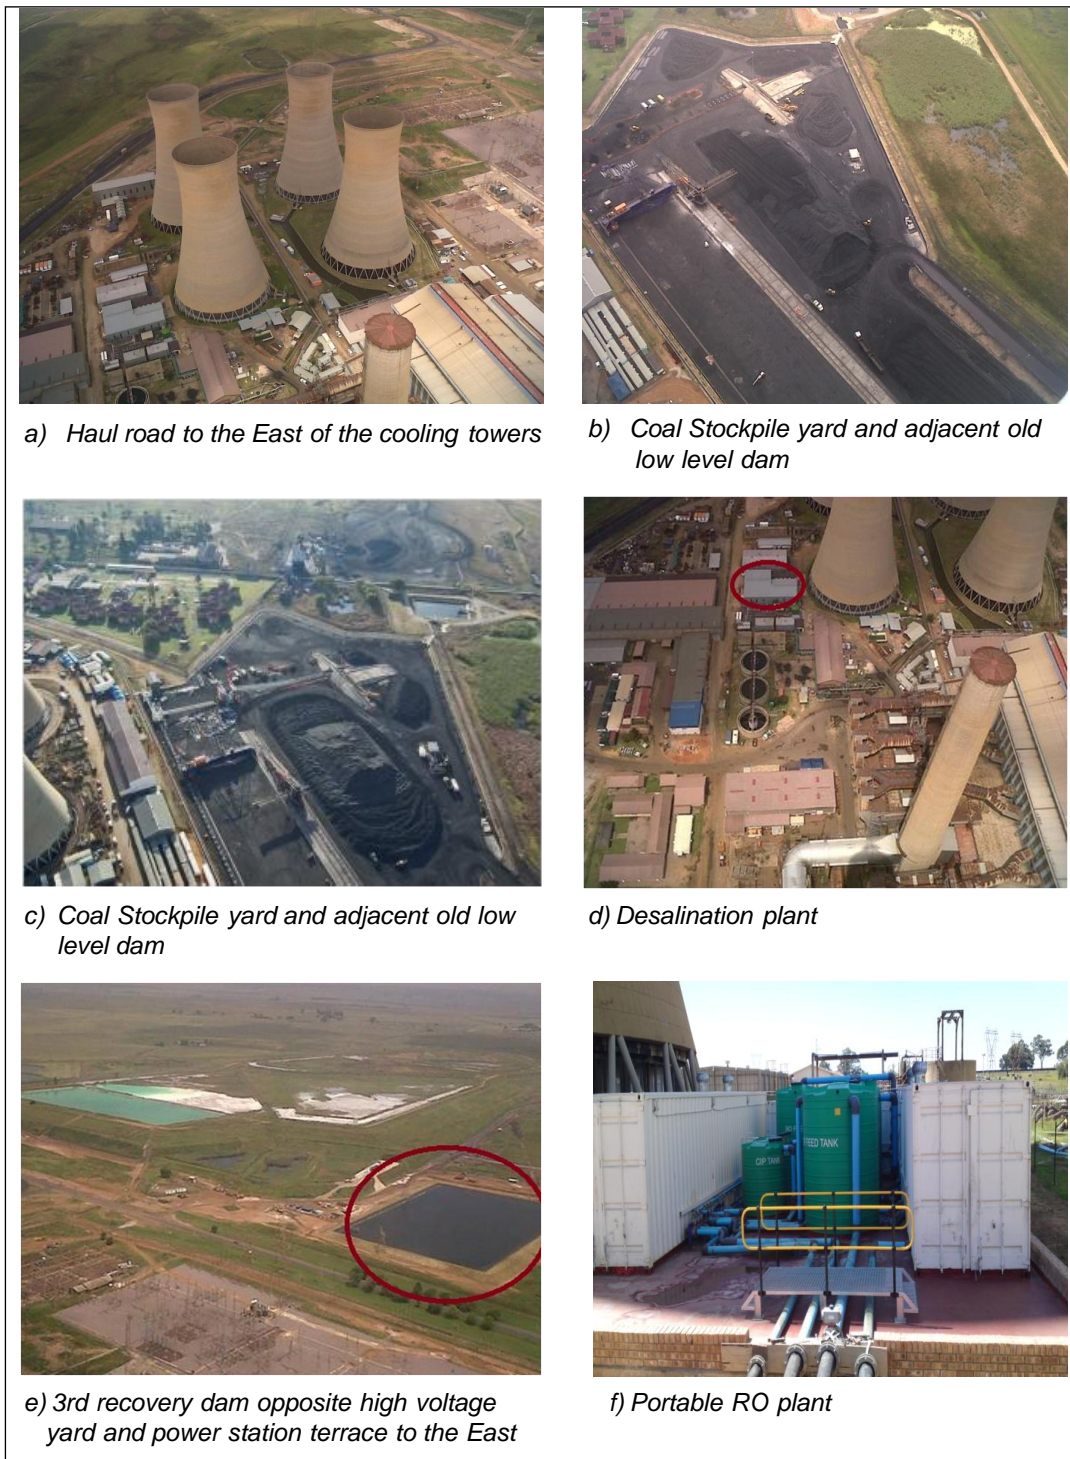 a) Haul road to the East of the cooling towers
b) Coal Stockpile yard and adjacent old
low level dam
c) Coal Stockpile yard and adjacent old low
level dam
d) Desalination plant
e) 3rd recovery dam opposite high voltage
yard and power station terrace to the East
FEED TANK
CIP TANK
f) Portable RO plant